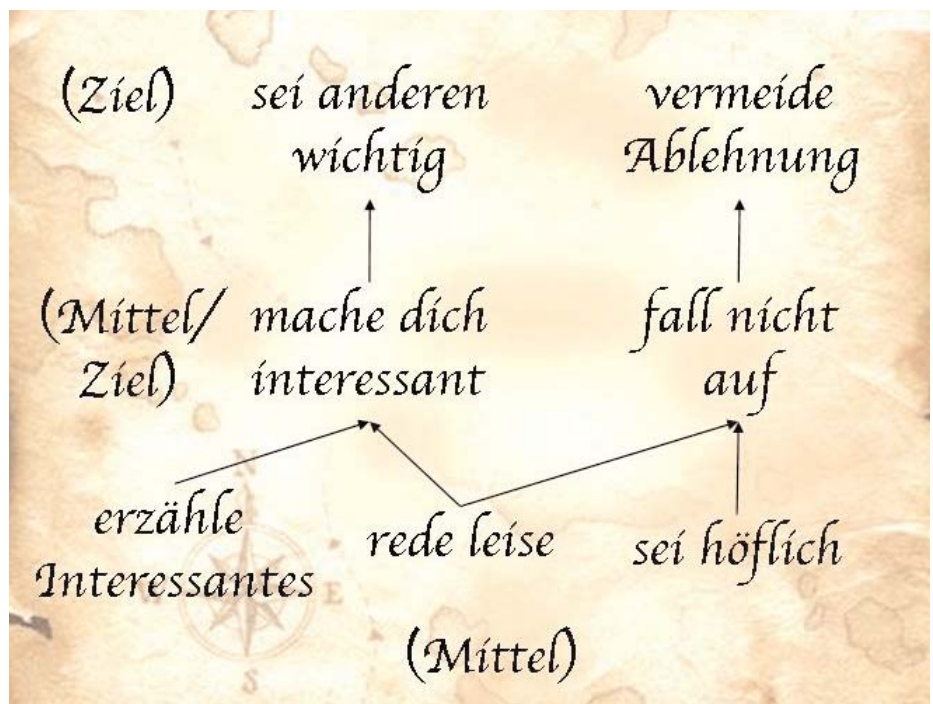 (Ziel)
sei anderen
wichtig
vermeide
Ablehnung
(Mittel/
Ziel)
mache dich
interessant
fall nicht
auf
erzähle
Interessantes
rede leise
sei höflich
(Mittel)
N
E
S